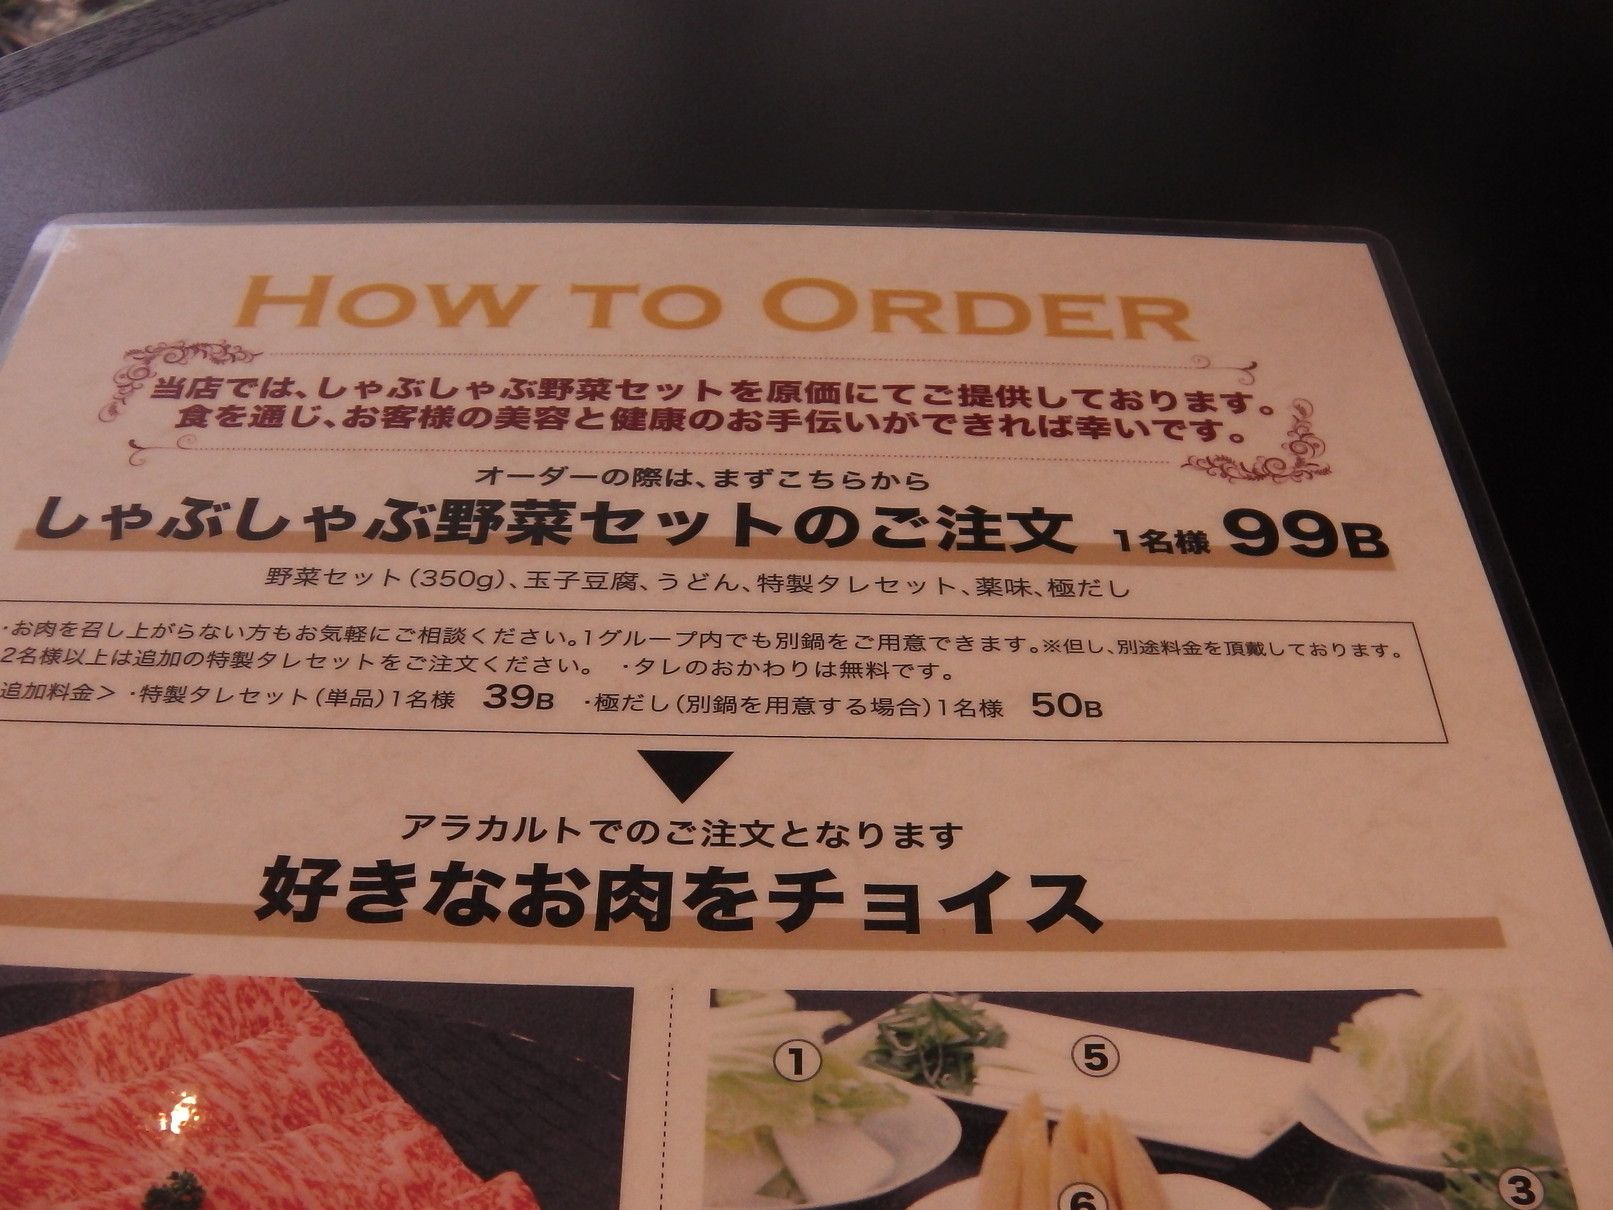 HOW TO ORDER
当店では、しゃぶしゃぶ野菜セットを原価にてご提供しております。
食を通じ、お客様の美容と健康のお手伝いができれば幸いです。
オーダーの際は、まずこちらから
しゃぶしゃぶ野菜セットのご注文 1名様 99B
野菜セット(350g)、玉子豆腐、うどん、特製タレセット、薬味、極だし
・お肉を召し上がらない方もお気軽にご相談ください。1グループ内でも別鍋をご用意できます。※但し、別途料金を頂戴しております。
2名様以上は追加の特製タレセットをご注文ください。 ・タレのおかわりは無料です。
追加料金> ・特製タレセット(単品)1名様 39B ・極だし(別鍋を用意する場合)1名様 50B
▼
アラカルトでのご注文となります
好きなお肉をチョイス
① ⑤
⑥ ③